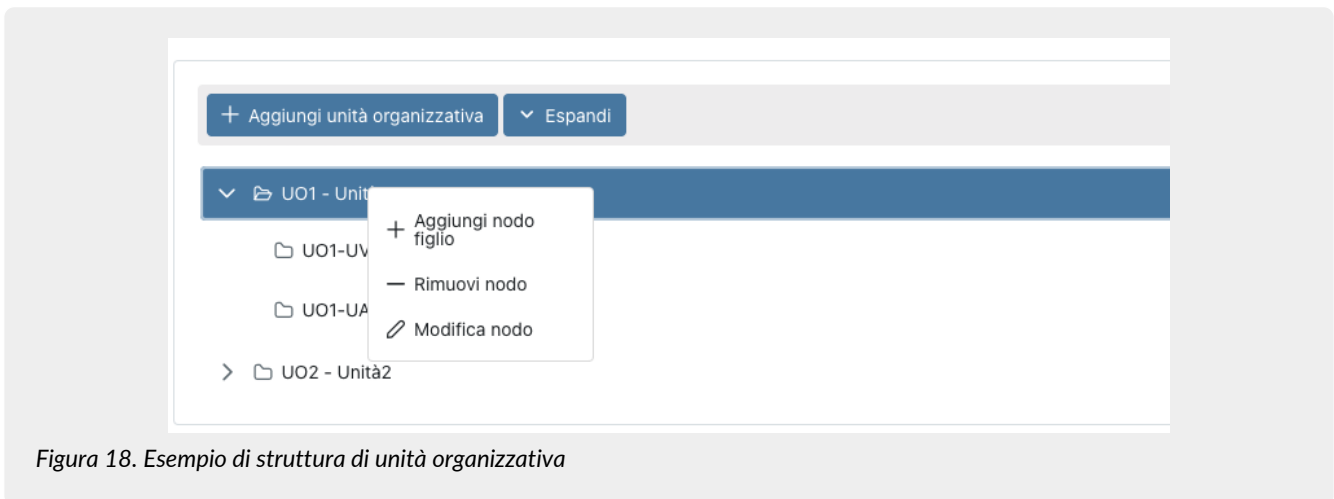 Aggiungi unità organizzativa Espandi
UO1 - Unit
Aggiungi nodo
figlio
UO1-UV
Rimuovi nodo
UO1-UA
Modifica nodo
UO2 - Unità2
Figura 18. Esempio di struttura di unità organizzativa